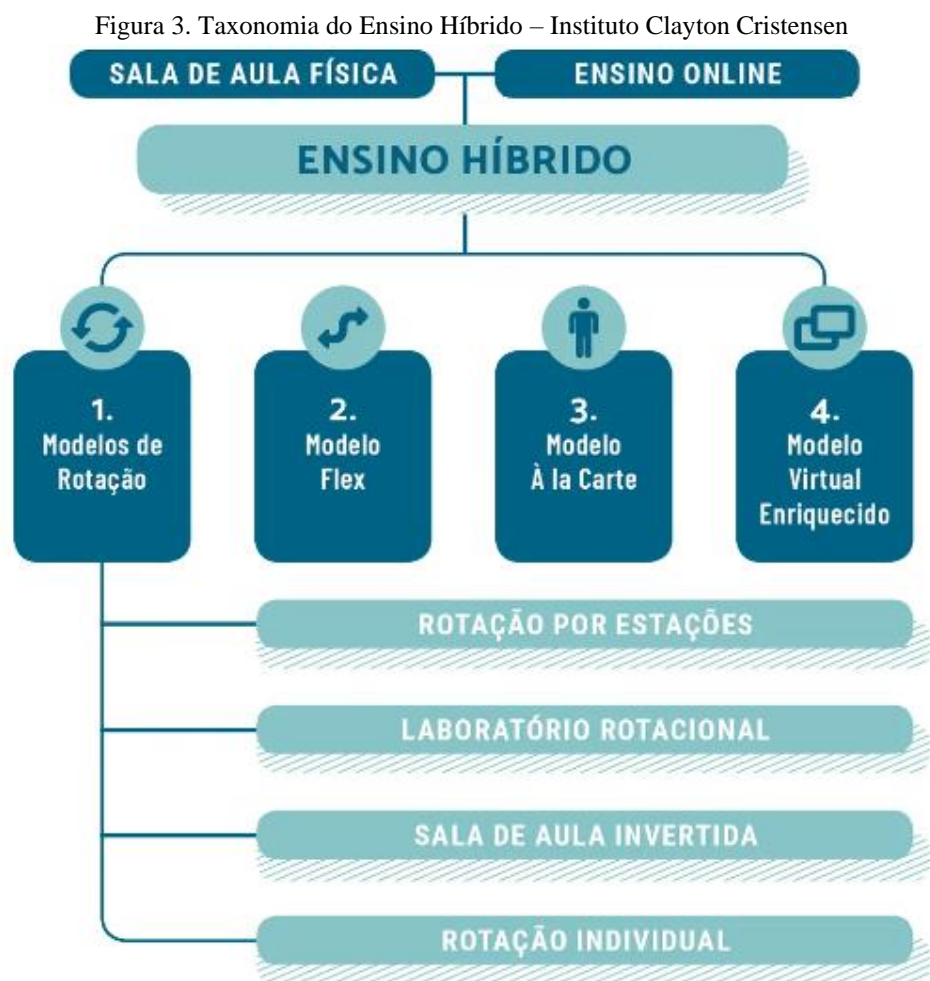 Figura 3. Taxonomia do Ensino Híbrido – Instituto Clayton Cristensen
SALA DE AULA FÍSICA
ENSINO ONLINE
ENSINO HÍBRIDO
1.
Modelos de
Rotação
2.
Modelo
Flex
3.
Modelo
À la Carte
4.
Modelo
Virtual
Enriquecido
ROTAÇÃO POR ESTAÇÕES
LABORATÓRIO ROTACIONAL
SALA DE AULA INVERTIDA
ROTAÇÃO INDIVIDUAL